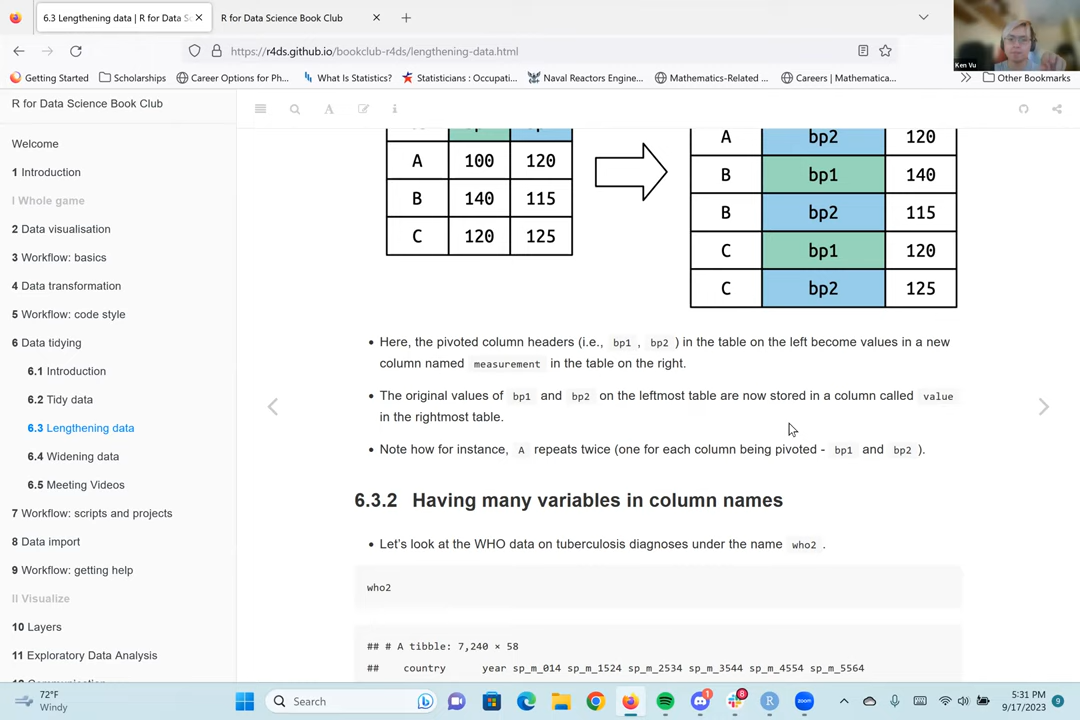 6.3 Lengthening data | R for Data Sc
R for Data Science Book Club
https://r4ds.github.io/bookclub-r4ds/lengthening-data.html
Ken Vu
Getting Started
Scholarships
Career Options for Ph...
What Is Statistics?
Statisticians : Occupati...
Naval Reactors Engine...
Mathematics-Related ...
Careers | Mathematica...
Other Bookmarks
R for Data Science Book Club
Welcome
1 Introduction
I Whole game
2 Data visualisation
3 Workflow: basics
4 Data transformation
5 Workflow: code style
6 Data tidying
6.1 Introduction
6.2 Tidy data
6.3 Lengthening data
6.4 Widening data
6.5 Meeting Videos
7 Workflow: scripts and projects
8 Data import
9 Workflow: getting help
II Visualize
10 Layers
11 Exploratory Data Analysis
A 100 120
B 140 115
C 120 125
A bp2 120
B bp1 140
B bp2 115
C bp1 120
C bp2 125
• Here, the pivoted column headers (i.e., bp1 , bp2 ) in the table on the left become values in a new
column named measurement in the table on the right.
• The original values of bp1 and bp2 on the leftmost table are now stored in a column called value
in the rightmost table.
• Note how for instance, A repeats twice (one for each column being pivoted - bp1 and bp2 ).
6.3.2 Having many variables in column names
• Let's look at the WHO data on tuberculosis diagnoses under the name who2 .
who2
## # A tibble: 7,240 × 58
## country year sp_m_014 sp_m_1524 sp_m_2534 sp_m_3544 sp_m_4554 sp_m_5564
72°F
Windy
Search
1
8
5:31 PM
9/17/2023
9